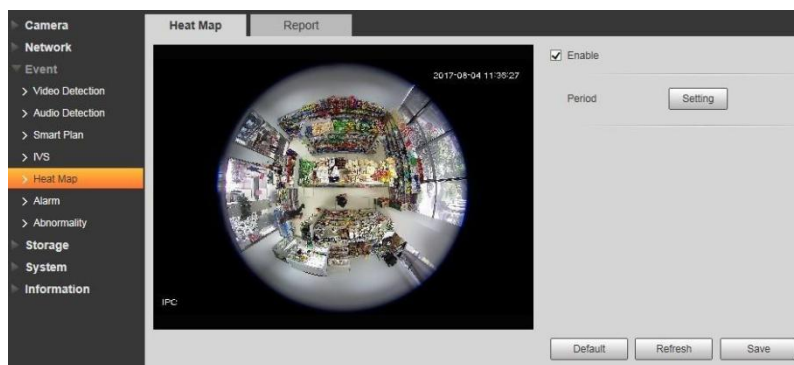 Camera
Network
Event
Video Detection
Audio Detection
Smart Plan
IVS
Heat Map
Alarm
Abnormality
Storage
System
Information
Heat Map
Report
2017-08-04 11:35:27
IPC
Enable
Period
Setting
Default
Refresh
Save